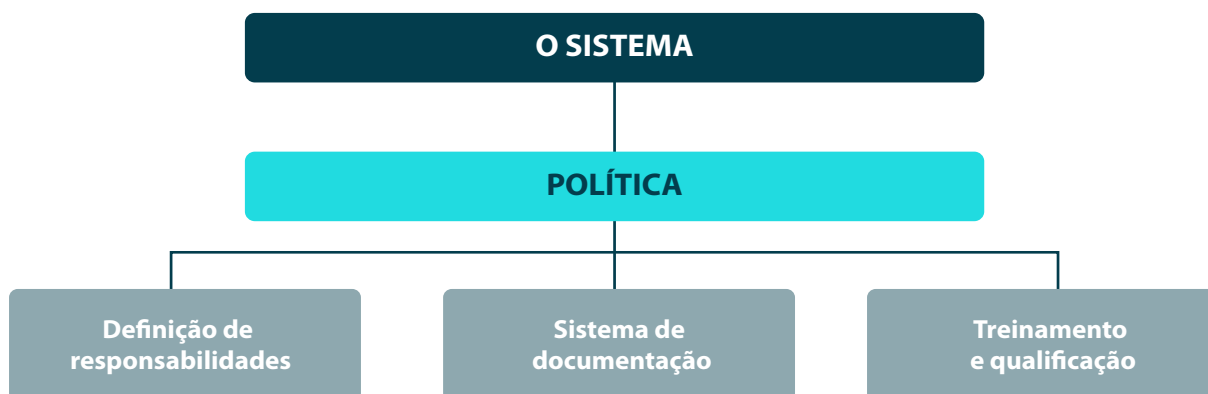 O SISTEMA
POLÍTICA
Definição de
responsabilidades
Sistema de
documentação
Treinamento
e qualificação